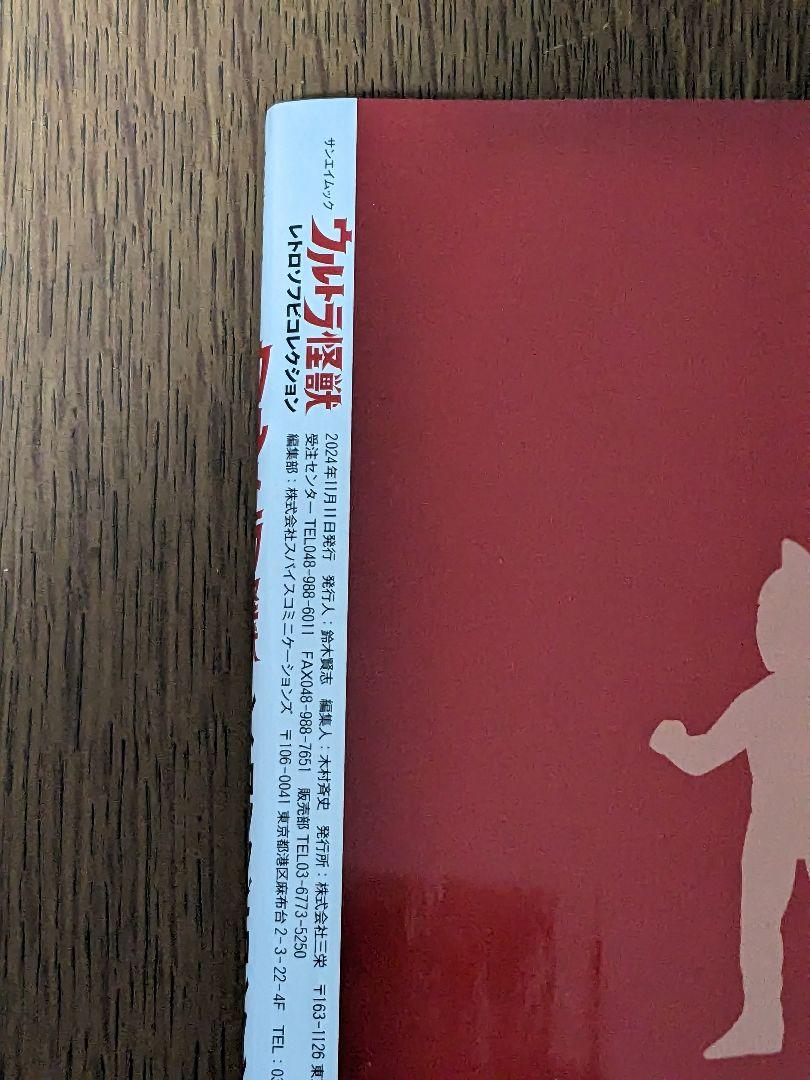 サンエイムック
ウルトラ怪獣
レトロソフビコレクション
2024年11月11日発行　発行人：鈴木賢志　編集人：木村斉史　発行所：株式会社三栄　〒163-1126 東
受注センター TEL048-988-6011　FAX048-988-7651　販売部 TEL03-6773-5250
編集部：株式会社スパイスコミニケーションズ　〒106-0041 東京都港区麻布台 2-3-22-4F　TEL：03